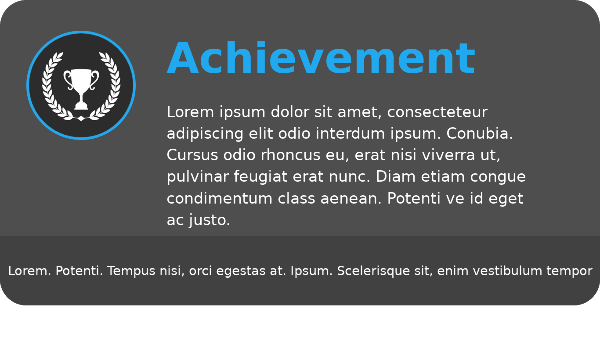 Achievement
Lorem ipsum dolor sit amet, consecteteur
adipiscing elit odio interdum ipsum. Conubia.
Cursus odio rhoncus eu, erat nisi viverra ut,
pulvinar feugiat erat nunc. Diam etiam congue
condimentum class aenean. Potenti ve id eget
ac justo.
Lorem. Potenti. Tempus nisi, orci egestas at. Ipsum. Scelerisque sit, enim vestibulum tempor